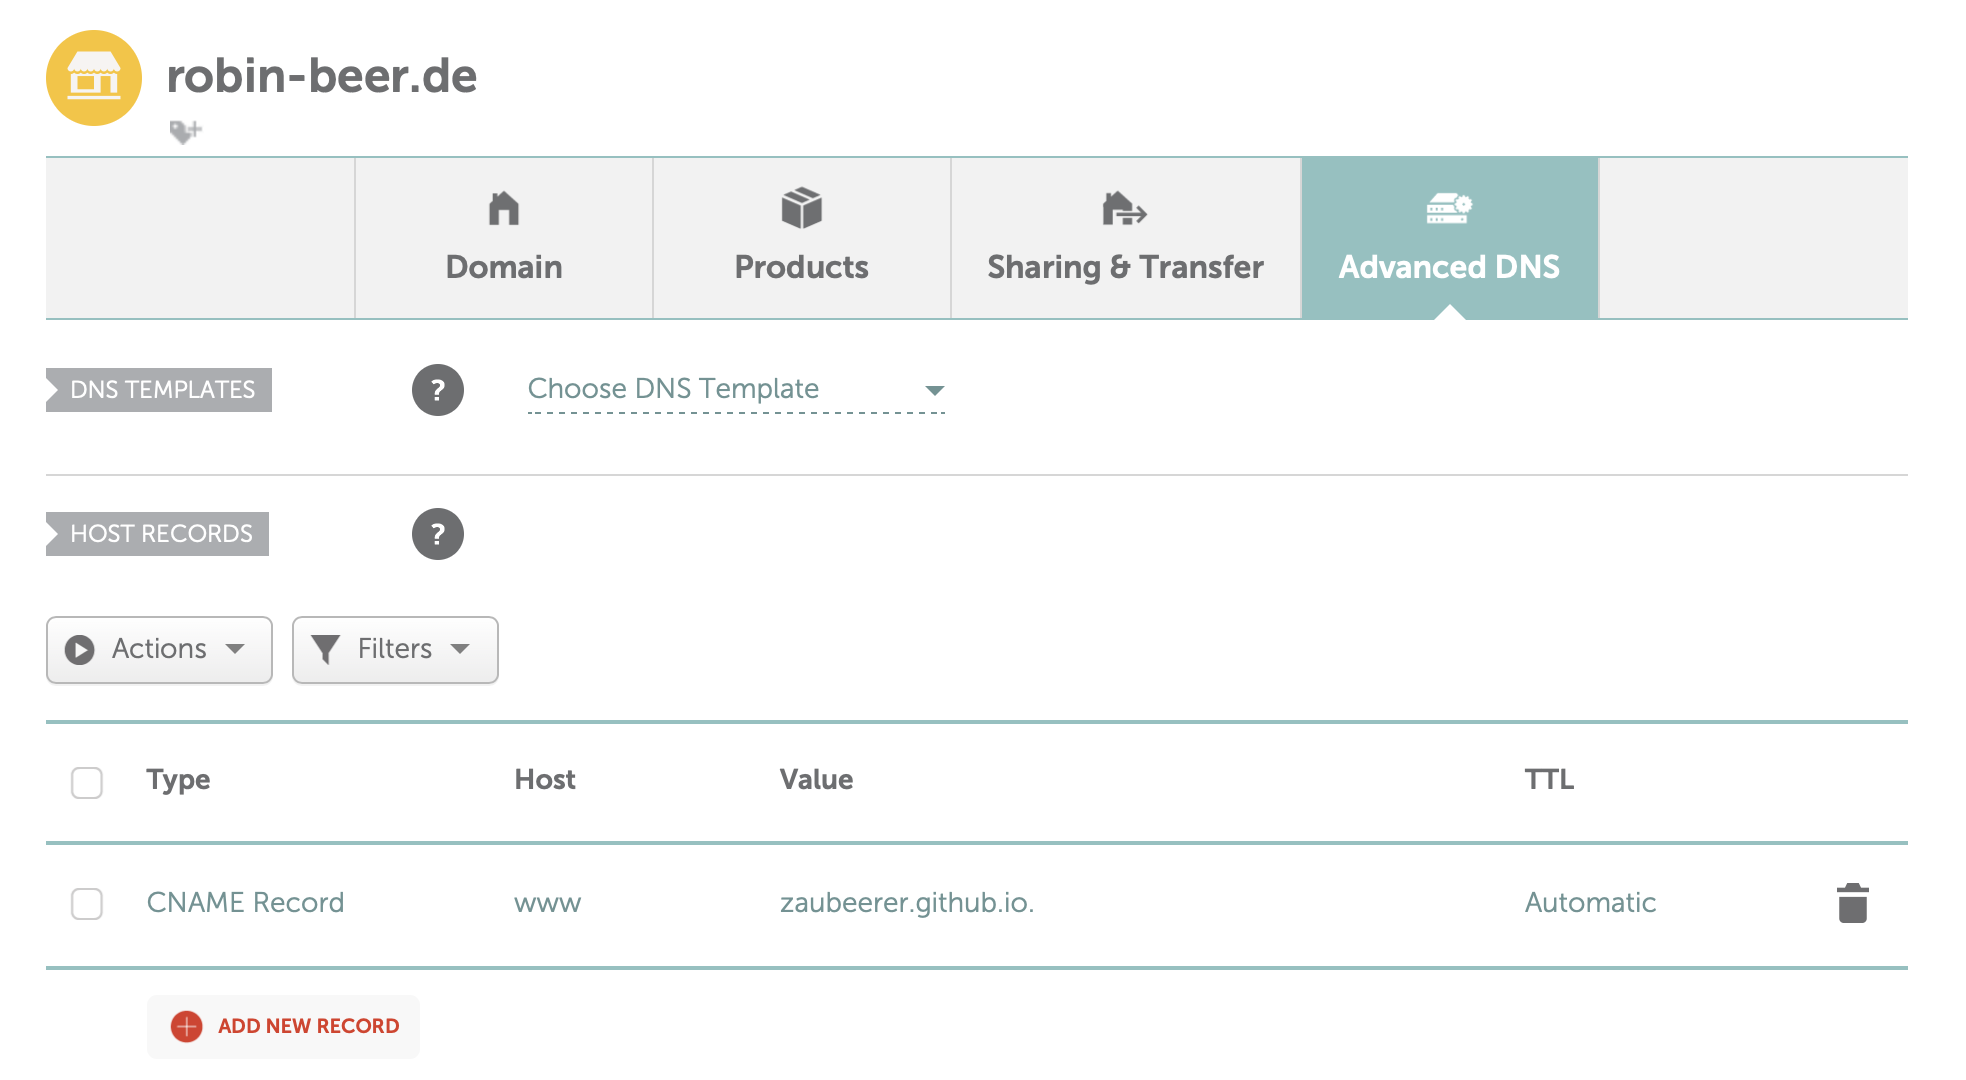 robin-beer.de
Domain
Products
Sharing & Transfer
Advanced DNS
DNS TEMPLATES
?
Choose DNS Template
HOST RECORDS
?
Actions
Filters
Type Host Value TTL
CNAME Record www zaubeerer.github.io. Automatic
ADD NEW RECORD